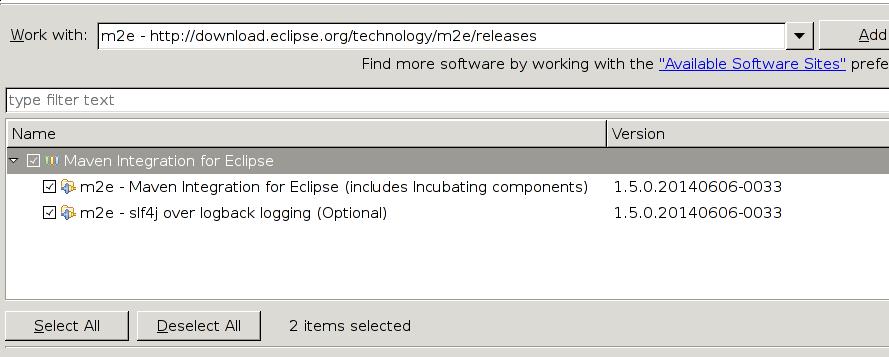 Work with: m2e - http://download.eclipse.org/technology/m2e/releases Add
Find more software by working with the "Available Software Sites" prefe
type filter text
Name Version
Maven Integration for Eclipse
m2e - Maven Integration for Eclipse (includes Incubating components) 1.5.0.20140606-0033
m2e - slf4j over logback logging (Optional) 1.5.0.20140606-0033
Select All Deselect All 2 items selected